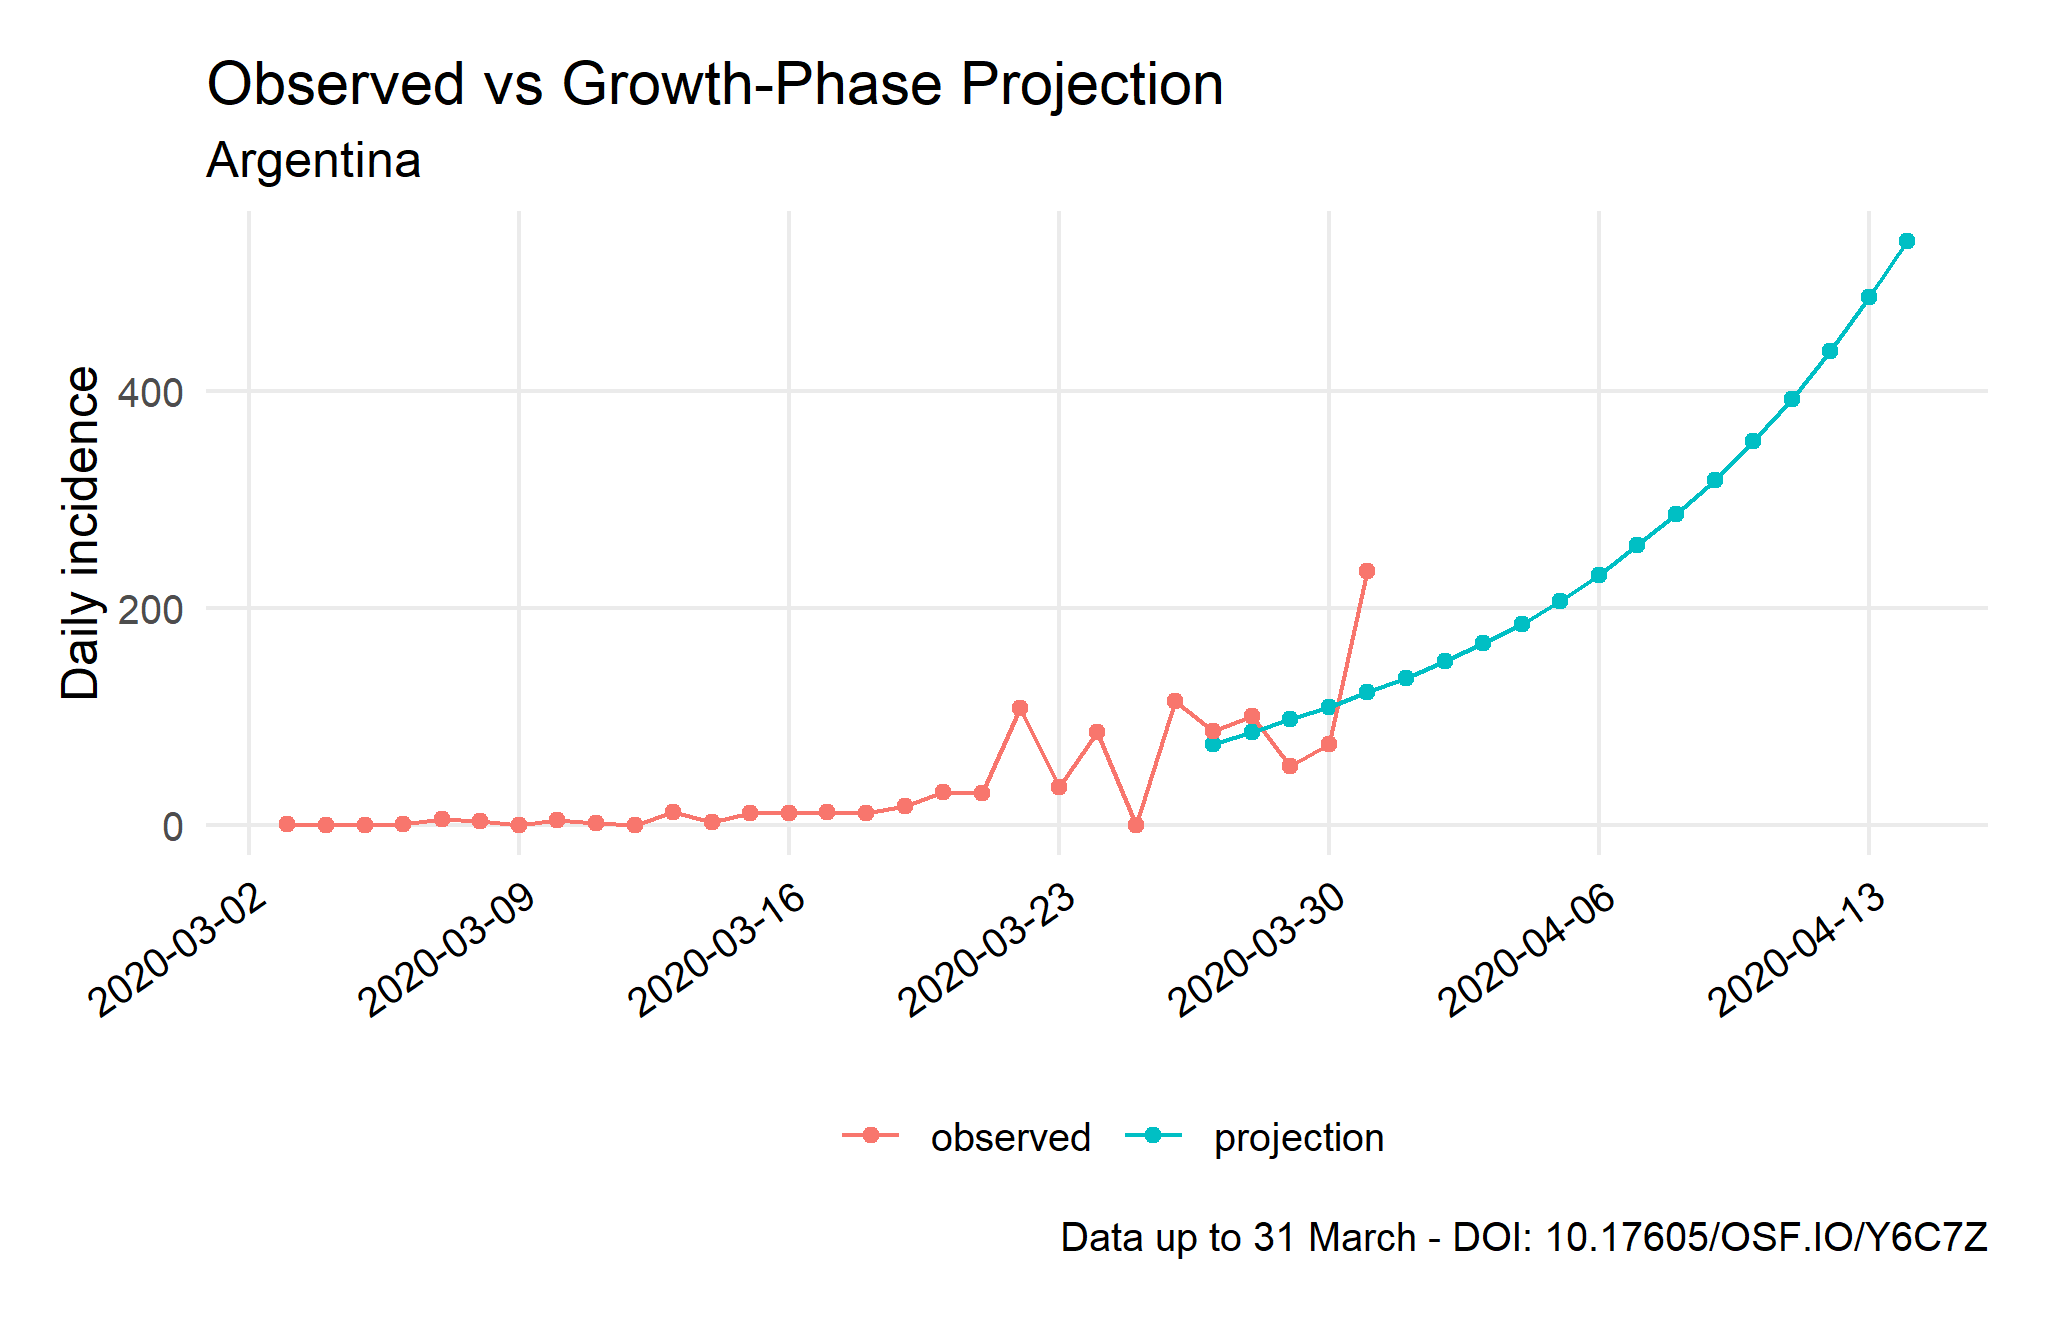 Observed vs Growth-Phase Projection
Argentina
Daily incidence
400
200
0
2020-03-02
2020-03-09
2020-03-16
2020-03-23
2020-03-30
2020-04-06
2020-04-13
observed
projection
Data up to 31 March - DOI: 10.17605/OSF.IO/Y6C7Z